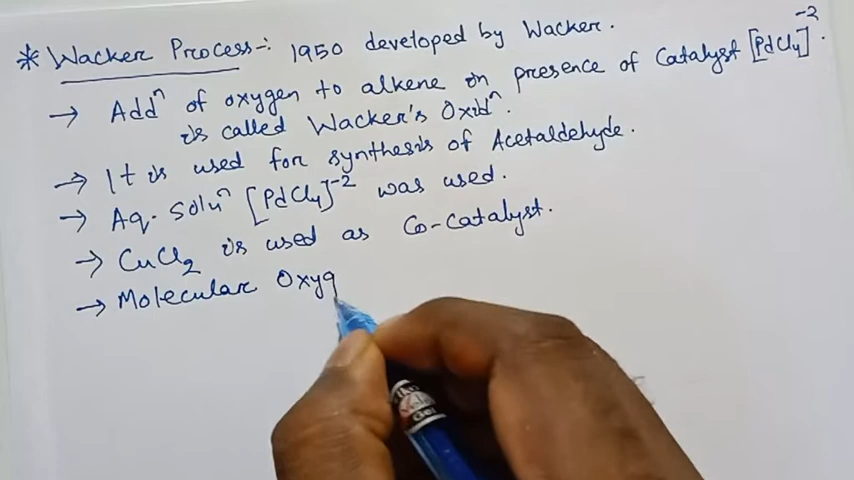 * Wacker Process:- 1950 developed by Wacker.
→ Addⁿ of oxygen to alkene in presence of Catalyst [PdCl₄]⁻².
is called Wacker's Oxidⁿ.
→ It is used for synthesis of Acetaldehyde.
→ Aq. Soluⁿ [PdCl₄]⁻² was used.
→ CuCl₂ is used as Co-catalyst.
→ Molecular Oxyg